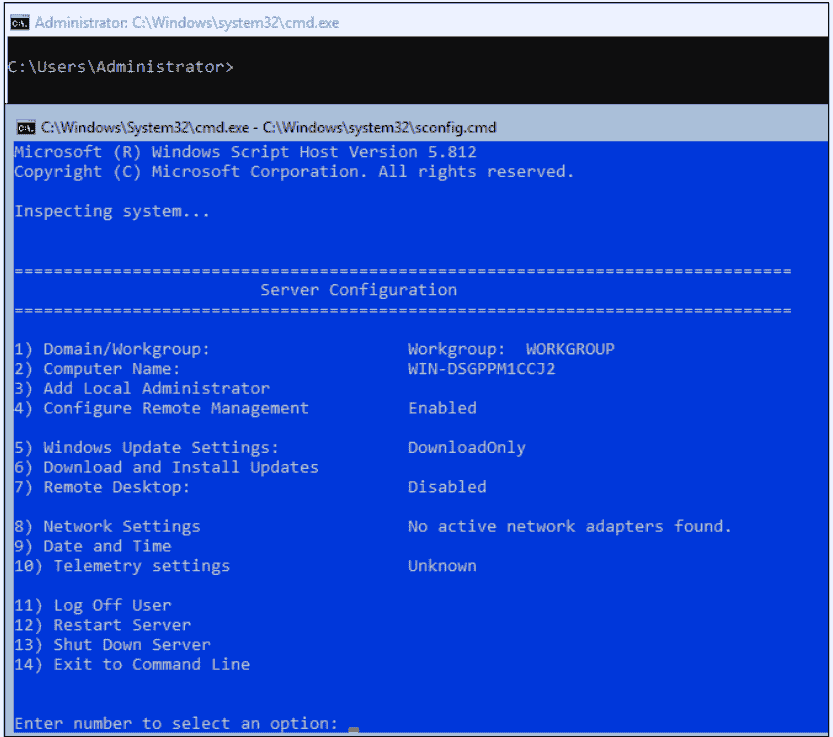 Administrator: C:\Windows\system32\cmd.exe
C:\Users\Administrator>
C:\Windows\System32\cmd.exe - C:\Windows\system32\sconfig.cmd
Microsoft (R) Windows Script Host Version 5.812
Copyright (C) Microsoft Corporation. All rights reserved.
Inspecting system...
===============================================================================
Server Configuration
===============================================================================
1) Domain/Workgroup: Workgroup: WORKGROUP
2) Computer Name: WIN-DSGPPM1CCJ2
3) Add Local Administrator
4) Configure Remote Management Enabled
5) Windows Update Settings: DownloadOnly
6) Download and Install Updates
7) Remote Desktop: Disabled
8) Network Settings No active network adapters found.
9) Date and Time
10) Telemetry settings Unknown
11) Log Off User
12) Restart Server
13) Shut Down Server
14) Exit to Command Line
Enter number to select an option: _